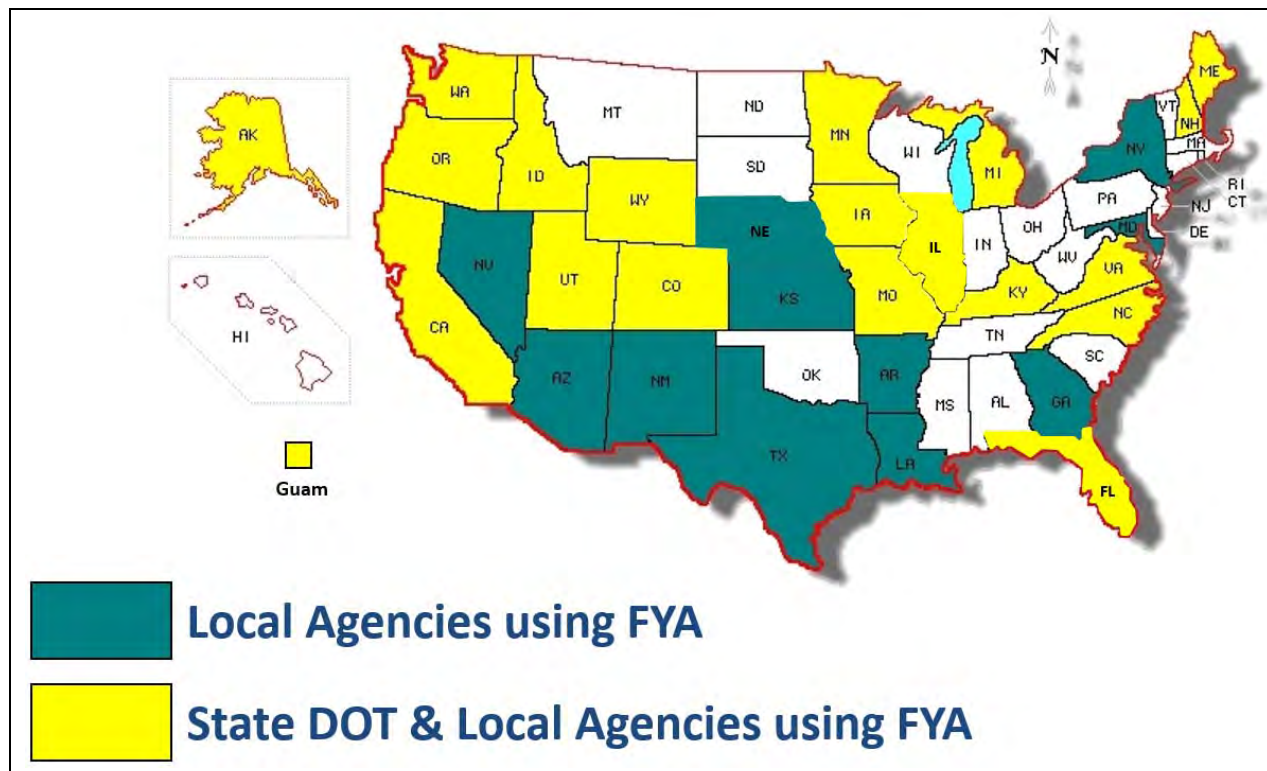 N
WA
MT
ND
MN
ME
VT
NH
AK
OR
ID
SD
WI
MI
NY
MA
WY
RI
CT
IA
PA
NJ
NE
IN
OH
MD
DE
NV
UT
CO
IL
WV
VA
KS
MO
KY
CA
NC
HI
TN
AZ
NM
OK
AR
SC
MS
AL
GA
TX
LA
Guam
FL
Local Agencies using FYA
State DOT & Local Agencies using FYA